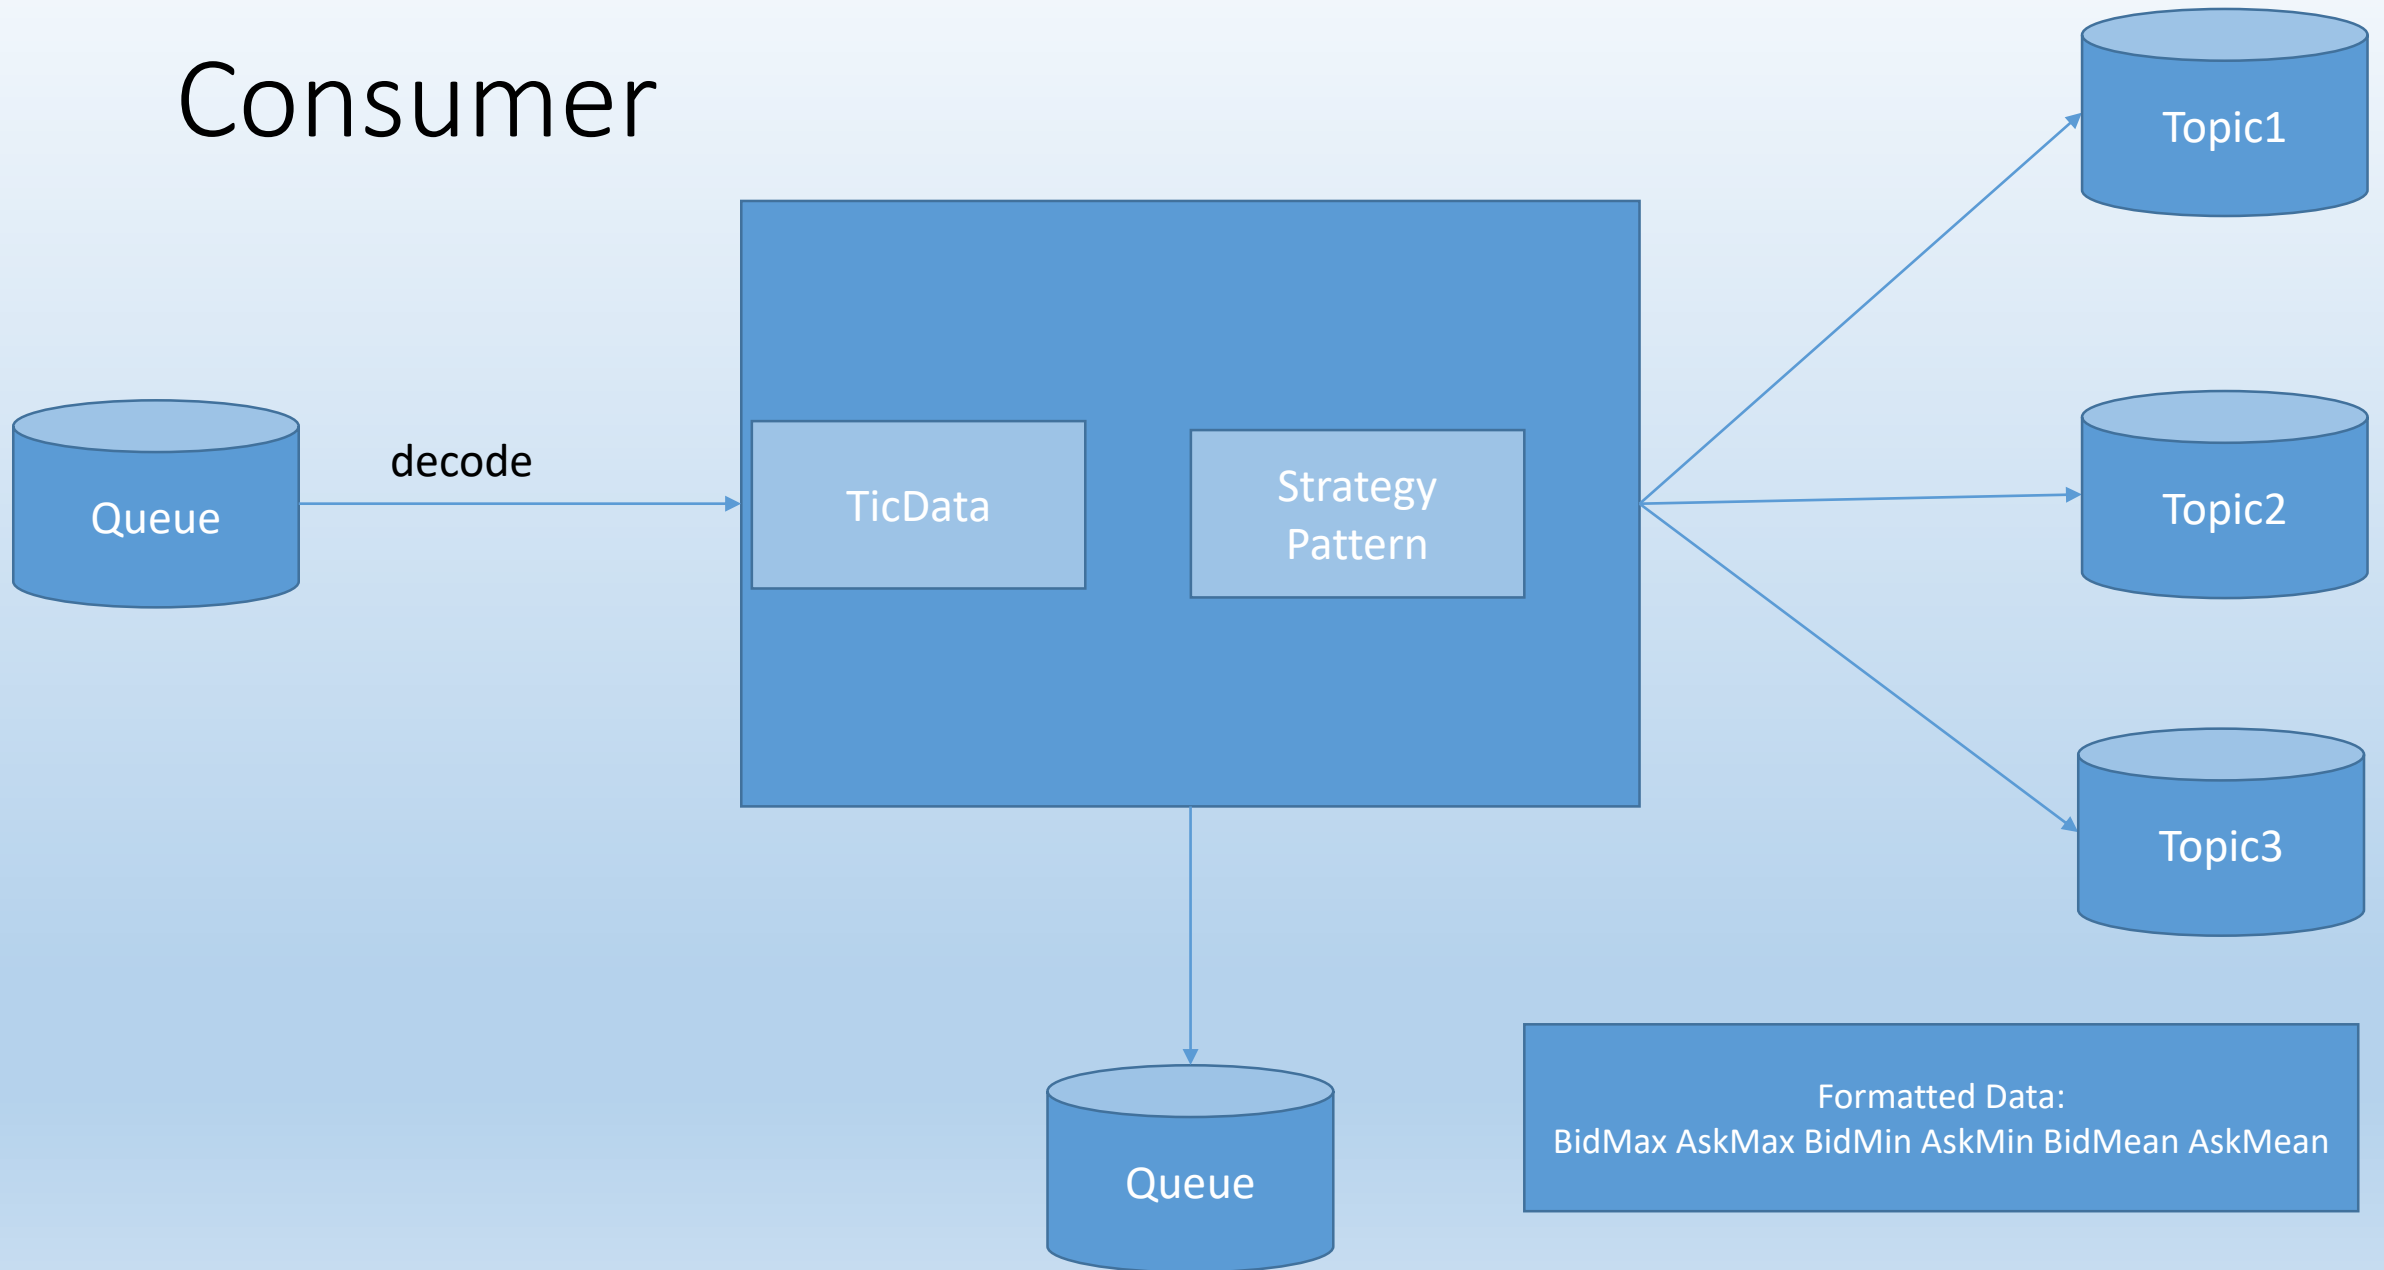 Consumer
Topic1
decode
Queue
TicData
Strategy
Pattern
Topic2
Topic3
Queue
Formatted Data:
BidMax AskMax BidMin AskMin BidMean AskMean